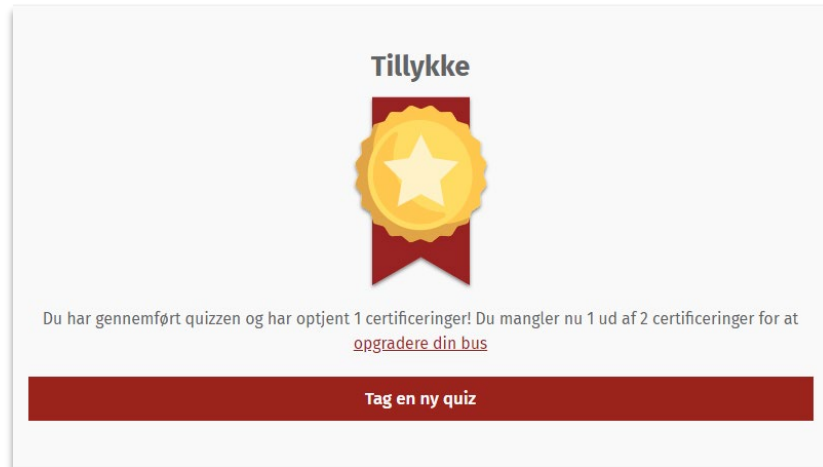 Tillykke
Du har gennemført quizzen og har optjent 1 certificeringer! Du mangler nu 1 ud af 2 certificeringer for at
opgradere din bus
Tag en ny quiz